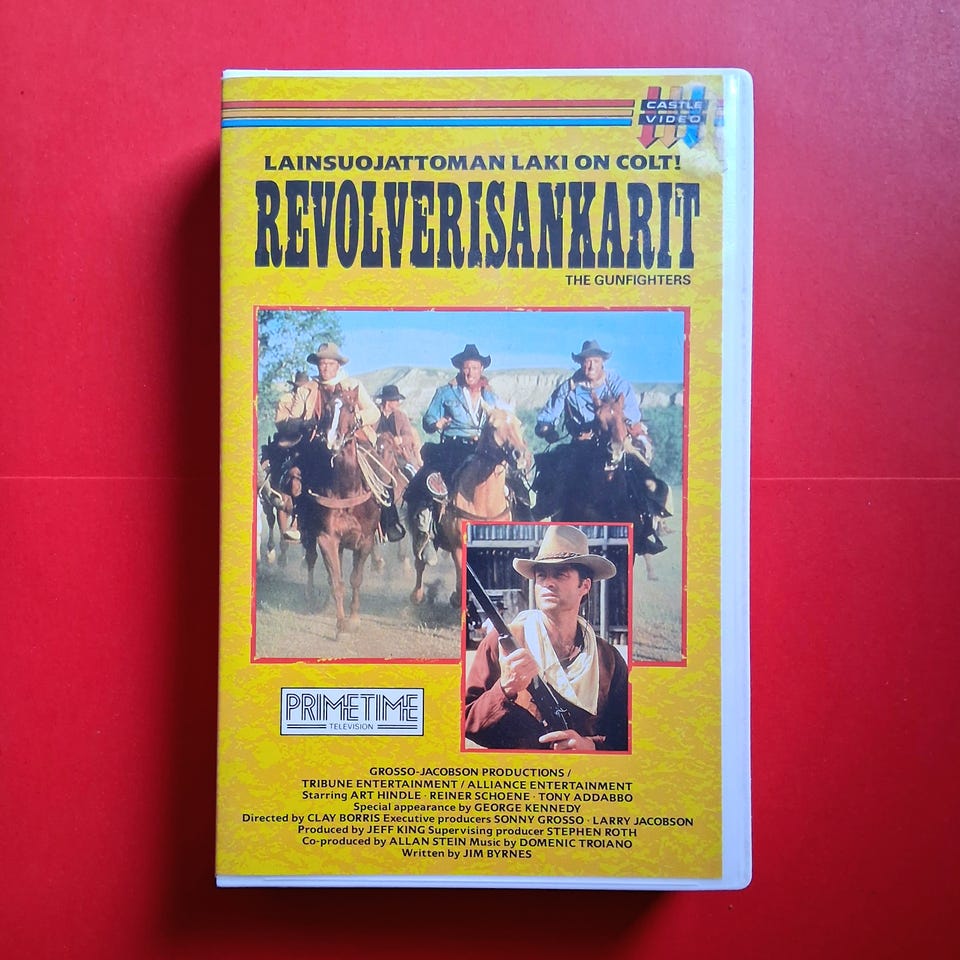 CASTLE
VIDEO
LAINSUOJATTOMAN LAKI ON COLT!
REVOLVERISANKARIT
THE GUNFIGHTERS
PRIMETIME
TELEVISION
GROSSO-JACOBSON PRODUCTIONS /
TRIBUNE ENTERTAINMENT / ALLIANCE ENTERTAINMENT
Starring ART HINDLE · REINER SCHOENE · TONY ADDABBO
Special appearance by GEORGE KENNEDY
Directed by CLAY BORRIS Executive producers SONNY GROSSO · LARRY JACOBSON
Produced by JEFF KING Supervising producer STEPHEN ROTH
Co-produced by ALLAN STEIN Music by DOMENIC TROIANO
Written by JIM BYRNES